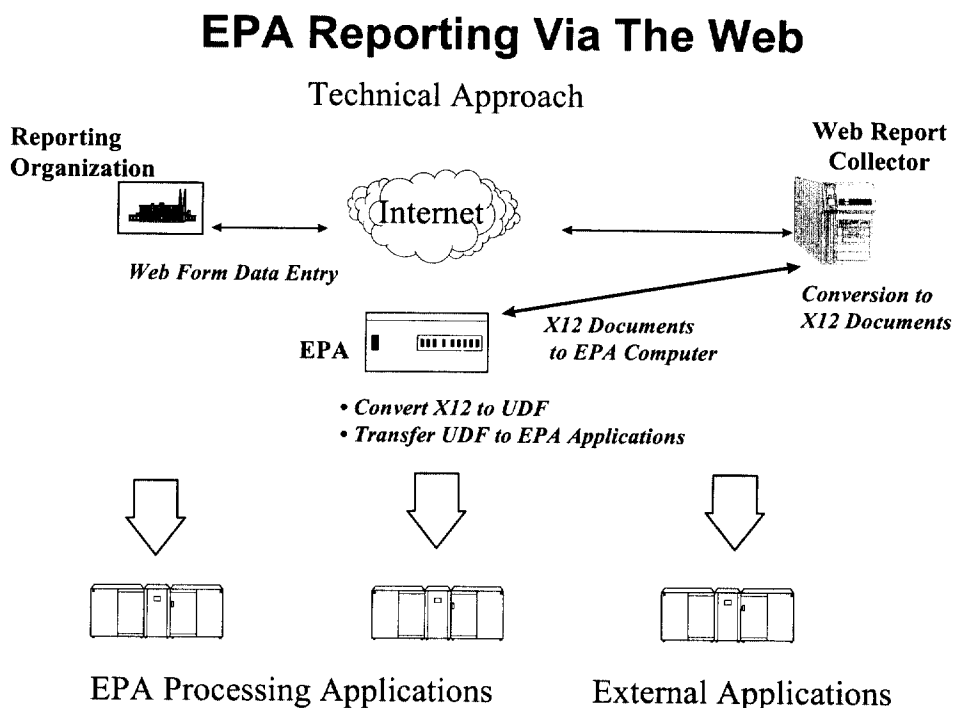 EPA Reporting Via The Web
Technical Approach
Reporting
Organization
Web Report
Collector
Internet
Web Form Data Entry
Conversion to
X12 Documents
X12 Documents
to EPA Computer
EPA
• Convert X12 to UDF
• Transfer UDF to EPA Applications
EPA Processing Applications
External Applications